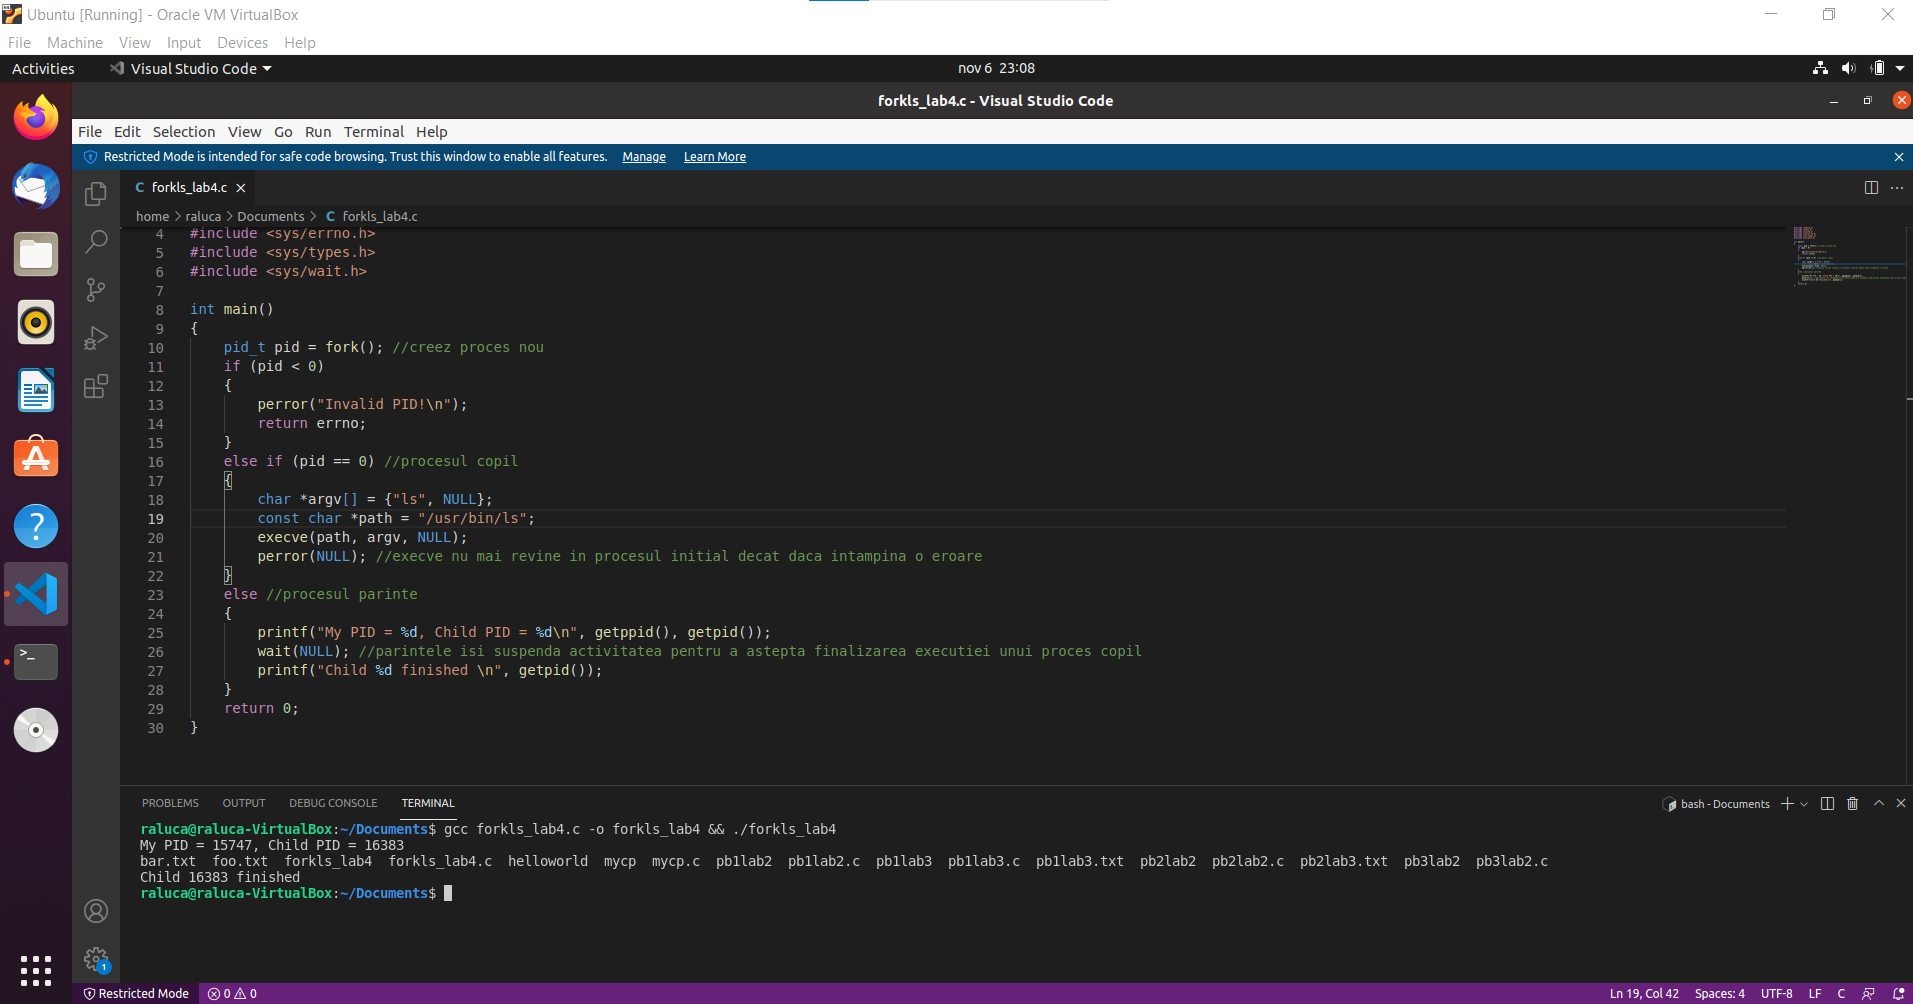 Ubuntu [Running] - Oracle VM VirtualBox
File Machine View Input Devices Help
Activities Visual Studio Code nov 6 23:08
forkls_lab4.c - Visual Studio Code
File Edit Selection View Go Run Terminal Help
Restricted Mode is intended for safe code browsing. Trust this window to enable all features. Manage Learn More
C forkls_lab4.c
home > raluca > Documents > C forkls_lab4.c
4 #include <sys/errno.h>
5 #include <sys/types.h>
6 #include <sys/wait.h>
7
8 int main()
9 {
10 pid_t pid = fork(); //creez proces nou
11 if (pid < 0)
12 {
13 perror("Invalid PID!\n");
14 return errno;
15 }
16 else if (pid == 0) //procesul copil
17 {
18 char *argv[] = {"ls", NULL};
19 const char *path = "/usr/bin/ls";
20 execve(path, argv, NULL);
21 perror(NULL); //execve nu mai revine in procesul initial decat daca intampina o eroare
22 }
23 else //procesul parinte
24 {
25 printf("My PID = %d, Child PID = %d\n", getppid(), getpid());
26 wait(NULL); //parintele isi suspenda activitatea pentru a astepta finalizarea executiei unui proces copil
27 printf("Child %d finished \n", getpid());
28 }
29 return 0;
30 }
PROBLEMS OUTPUT DEBUG CONSOLE TERMINAL bash - Documents
raluca@raluca-VirtualBox:~/Documents$ gcc forkls_lab4.c -o forkls_lab4 && ./forkls_lab4
My PID = 15747, Child PID = 16383
bar.txt foo.txt forkls_lab4 forkls_lab4.c helloworld mycp mycp.c pb1lab2 pb1lab2.c pb1lab3 pb1lab3.c pb1lab3.txt pb2lab2 pb2lab2.c pb2lab3.txt pb3lab2 pb3lab2.c
Child 16383 finished
raluca@raluca-VirtualBox:~/Documents$
1
Restricted Mode 0 0 Ln 19, Col 42 Spaces: 4 UTF-8 LF C